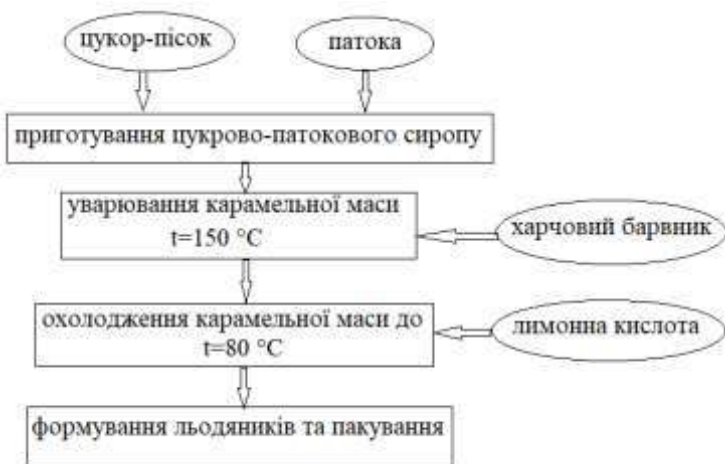 цукор-пісок
патока
приготування цукрово-патокового сиропу
уварювання карамельної маси
t=150 °C
харчовий барвник
охолодження карамельної маси до
t=80 °C
лимонна кислота
формування льодяників та пакування